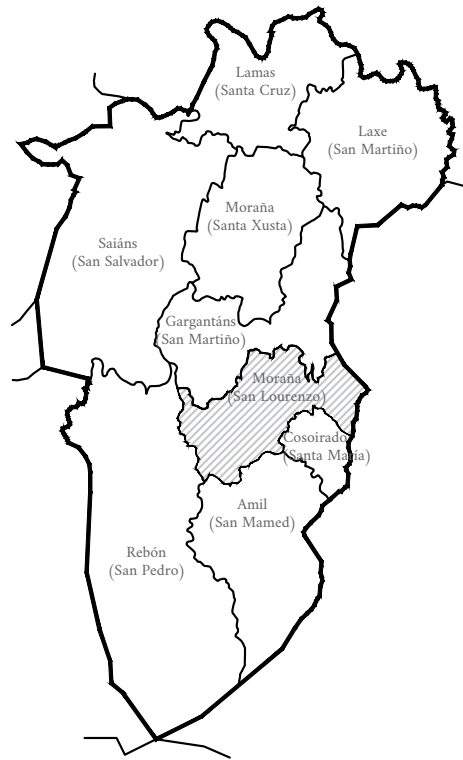 Lamas
(Santa Cruz)
Laxe
(San Martiño)
Moraña
(Santa Xusta)
Saiáns
(San Salvador)
Gargantáns
(San Martiño)
Moraña
(San Lourenzo)
Cosoirado
(Santa María)
Amil
(San Mamed)
Rebón
(San Pedro)